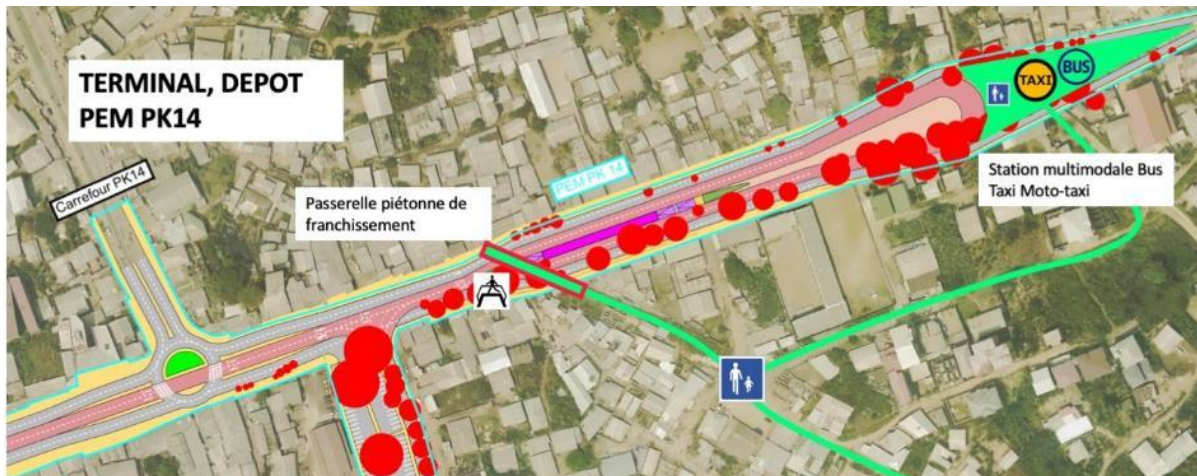 TERMINAL, DEPOT
PEM PK14
TAXI
BUS
Carrefour PK14
PEM PK 14
Passerelle piétonne de
franchissement
Station multimodale Bus
Taxi Moto-taxi